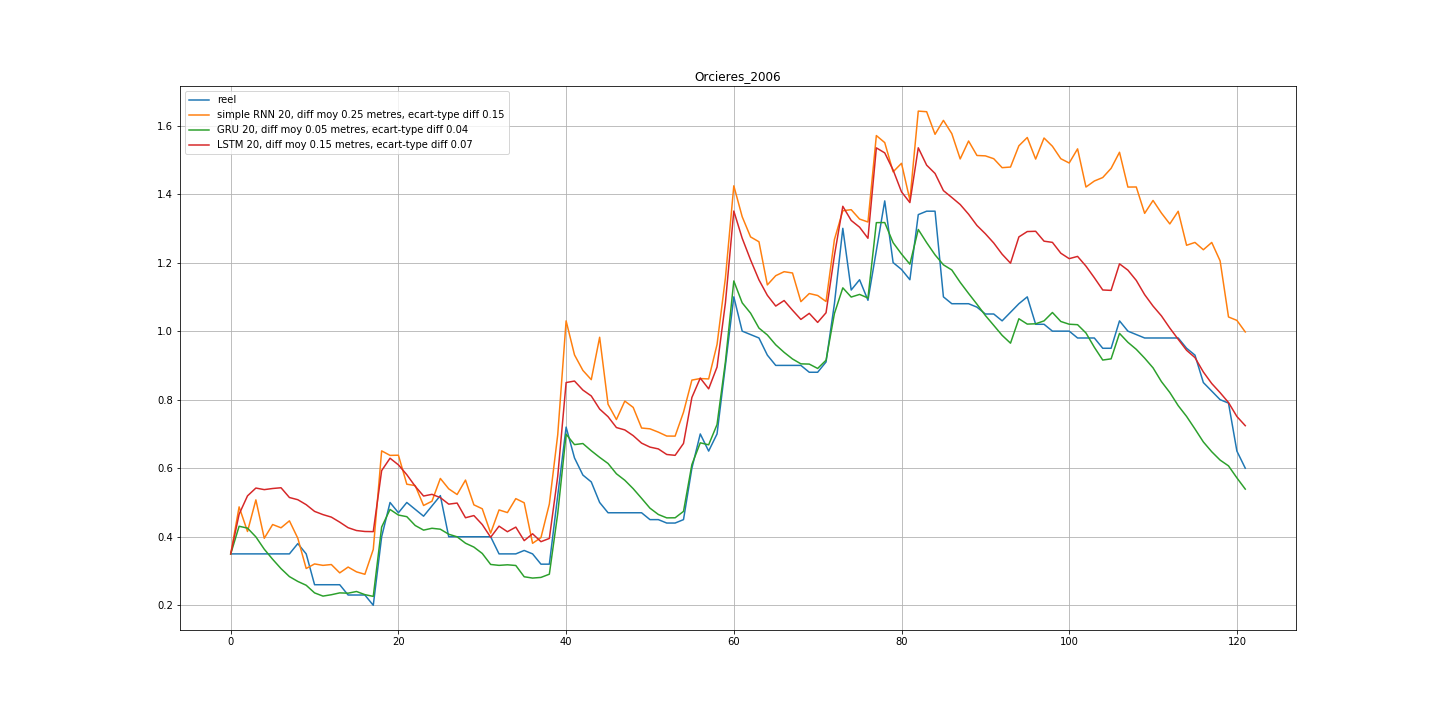 Orcieres_2006
reel
simple RNN 20, diff moy 0.25 metres, ecart-type diff 0.15
GRU 20, diff moy 0.05 metres, ecart-type diff 0.04
LSTM 20, diff moy 0.15 metres, ecart-type diff 0.07
1.6
1.4
1.2
1.0
0.8
0.6
0.4
0.2
0 20 40 60 80 100 120